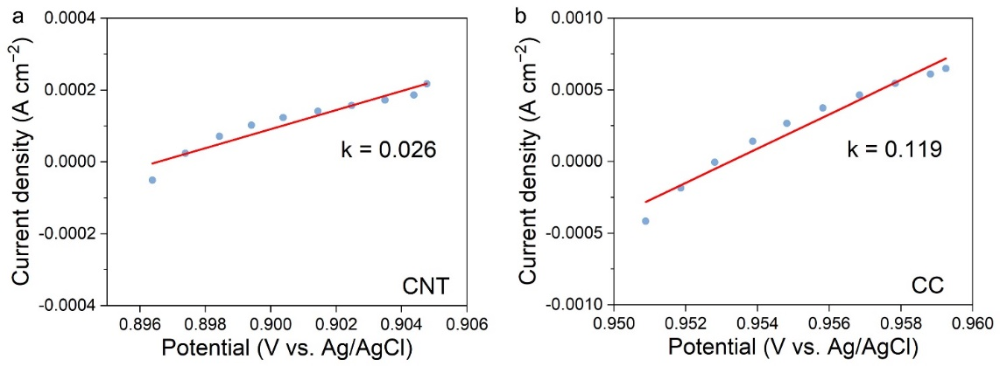 a
0.0004
0.0002
0.0000
-0.0002
-0.0004
Current density (A cm⁻²)
k = 0.026
CNT
0.896 0.898 0.900 0.902 0.904 0.906
Potential (V vs. Ag/AgCl)
b
0.0010
0.0005
0.0000
-0.0005
-0.0010
Current density (A cm⁻²)
k = 0.119
CC
0.950 0.952 0.954 0.956 0.958 0.960
Potential (V vs. Ag/AgCl)